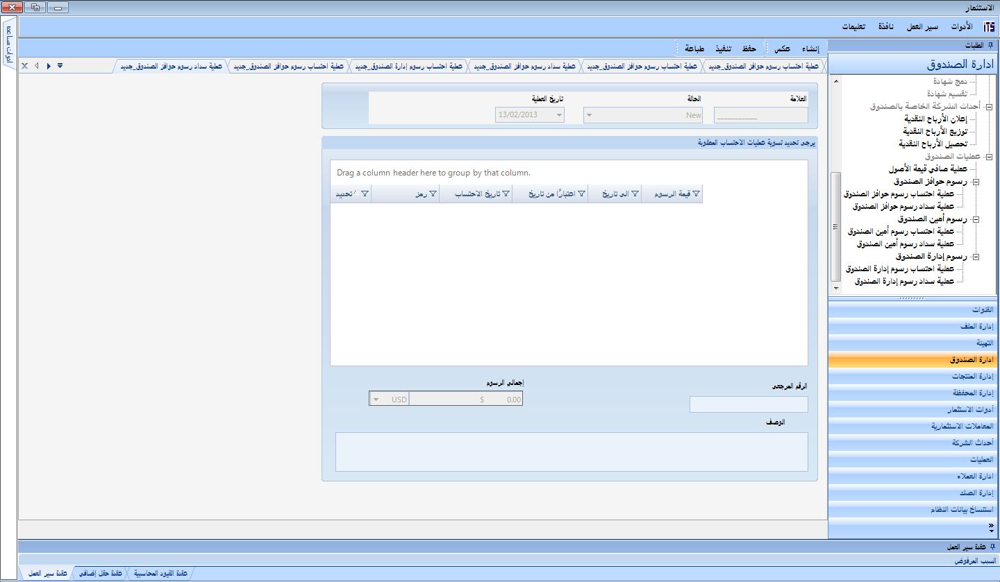 الاستثمار
الأدوات سير العمل نافذة تعليمات
أدوات مساعده
الطلبات
إنشاء عكس حفظ تنفيذ طباعة
ادارة الصندوق
عملية احتساب رسوم حوافز الصندوق_جديد
عملية احتساب رسوم حوافز الصندوق_جديد
عملية سداد رسوم حوافز الصندوق_جديد
عملية احتساب رسوم إدارة الصندوق_جديد
عملية احتساب رسوم حوافز الصندوق_جديد
عملية سداد رسوم حوافز الصندوق_جديد
دمج شهادة
تقسيم شهادة
أحداث الشركة الخاصة بالصندوق
إعلان الأرباح النقدية
توزيع الأرباح النقدية
تحصيل الأرباح النقدية
عمليات الصندوق
عملية صافي قيمة الأصول
رسوم حوافز الصندوق
عملية احتساب رسوم حوافز الصندوق
عملية سداد رسوم حوافز الصندوق
رسوم أمين الصندوق
عملية احتساب رسوم أمين الصندوق
عملية سداد رسوم أمين الصندوق
رسوم إدارة الصندوق
عملية احتساب رسوم إدارة الصندوق
عملية سداد رسوم إدارة الصندوق
القنوات
إدارة الملف
التهيئة
ادارة الصندوق
إدارة المنتجات
إدارة المحفظة
أدوات الاستثمار
المعاملات الاستثمارية
أحداث الشركة
العمليات
ادارة العملاء
إدارة الصك
استنساخ بيانات النظام
العلامة الحالة تاريخ العملية
___________ New 13/02/2013
يرجى تحديد تسوية عمليات الاحتساب المطلوبة
Drag a column header here to group by that column.
قيمة الرسوم الى تاريخ اعتبارًا من تاريخ تاريخ الاحتساب رمز تحديد
الرقم المرجعي إجمالي الرسوم
0.00 $ USD
الوصف
عقدة سير العمل
السبب المرفوض
عقدة القيود المحاسبية عقدة حقل إضافي عقدة سير العمل
ITS